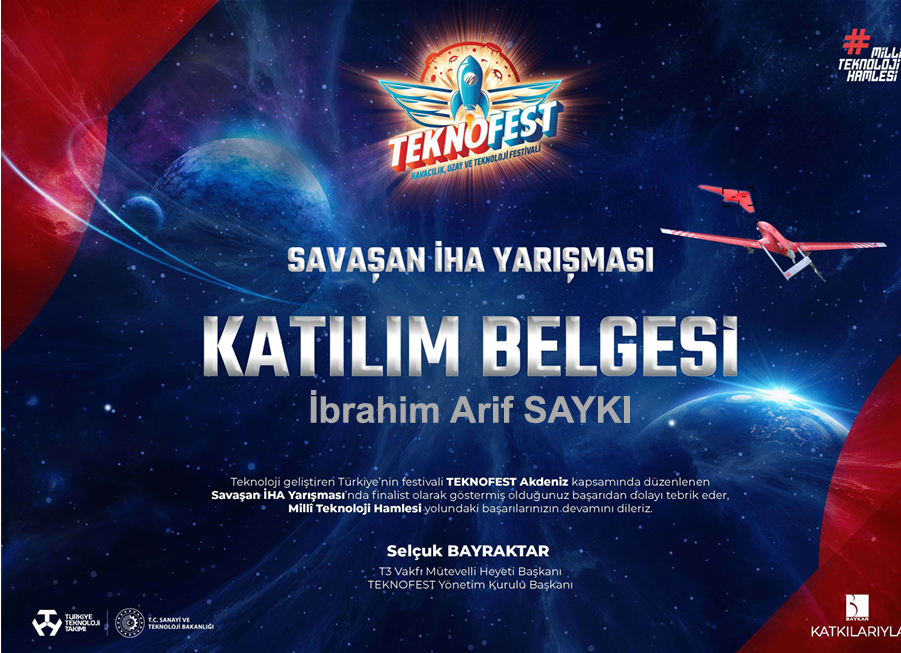 #
MİLLİ
TEKNOLOJİ
HAMLESİ
TEKNOFEST
HAVACILIK, UZAY VE TEKNOLOJİ FESTİVALİ
SAVAŞAN İHA YARIŞMASI
KATILIM BELGESİ
İbrahim Arif SAYKI
Teknoloji geliştiren Türkiye'nin festivali TEKNOFEST Akdeniz kapsamında düzenlenen
Savaşan İHA Yarışması'nda finalist olarak göstermiş olduğunuz başarıdan dolayı tebrik eder,
Millî Teknoloji Hamlesi yolundaki başarılarınızın devamını dileriz.
Selçuk BAYRAKTAR
T3 Vakfı Mütevelli Heyeti Başkanı
TEKNOFEST Yönetim Kurulu Başkanı
TÜRKİYE
TEKNOLOJİ
TAKIMI
T.C. SANAYİ VE
TEKNOLOJİ BAKANLIĞI
BAYKAR
KATKILARIYLA